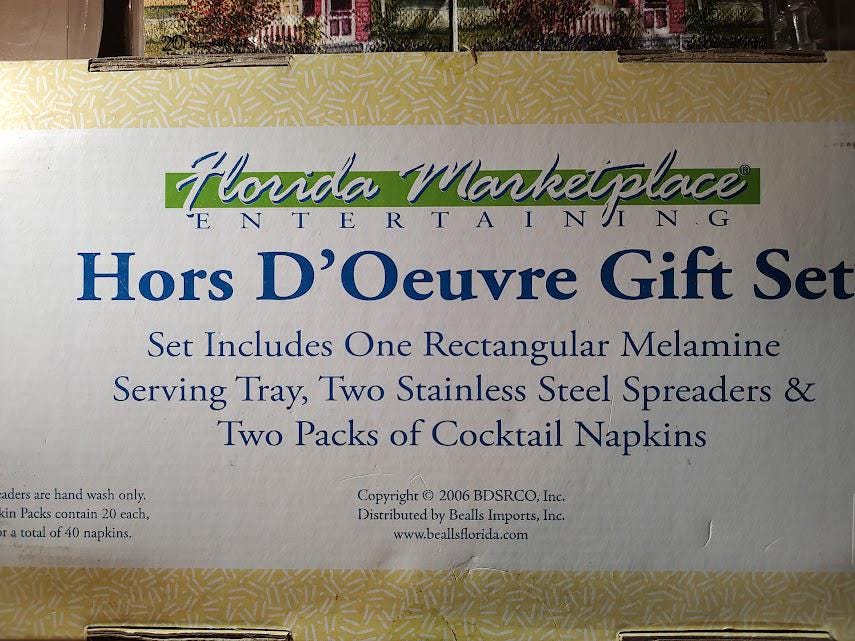 20
Florida Marketplace®
ENTERTAINING
Hors D'Oeuvre Gift Set
Set Includes One Rectangular Melamine
Serving Tray, Two Stainless Steel Spreaders &
Two Packs of Cocktail Napkins
are hand wash only.
Packs contain 20 each,
a total of 40 napkins.
Copyright © 2006 BDSRCO, Inc.
Distributed by Bealls Imports, Inc.
www.beallsflorida.com